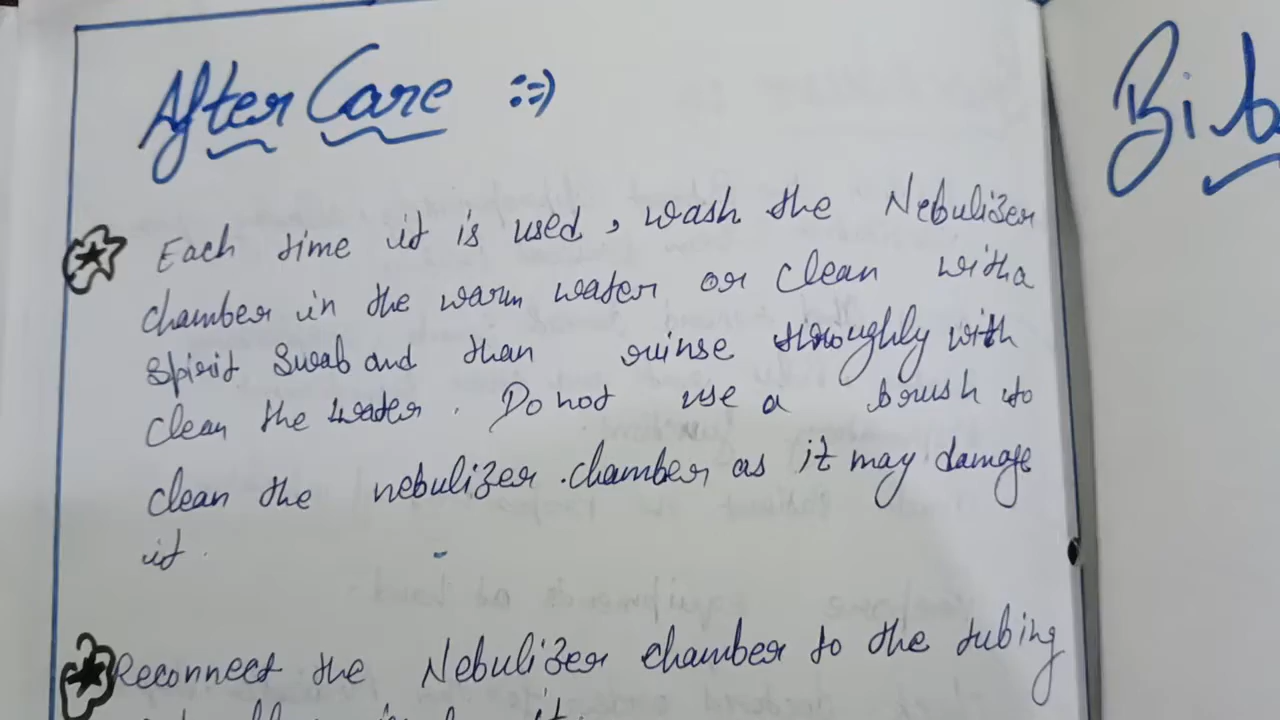 After Care :=)
Each time it is used, wash the Nebulizer
chamber in the warm water or clean with a
spirit swab and than rinse throughly with
clean the water. Do not use a brush to
clean the nebulizer chamber as it may damage
it.
Reconnect the Nebulizer chamber to the tubing
it.
Bib